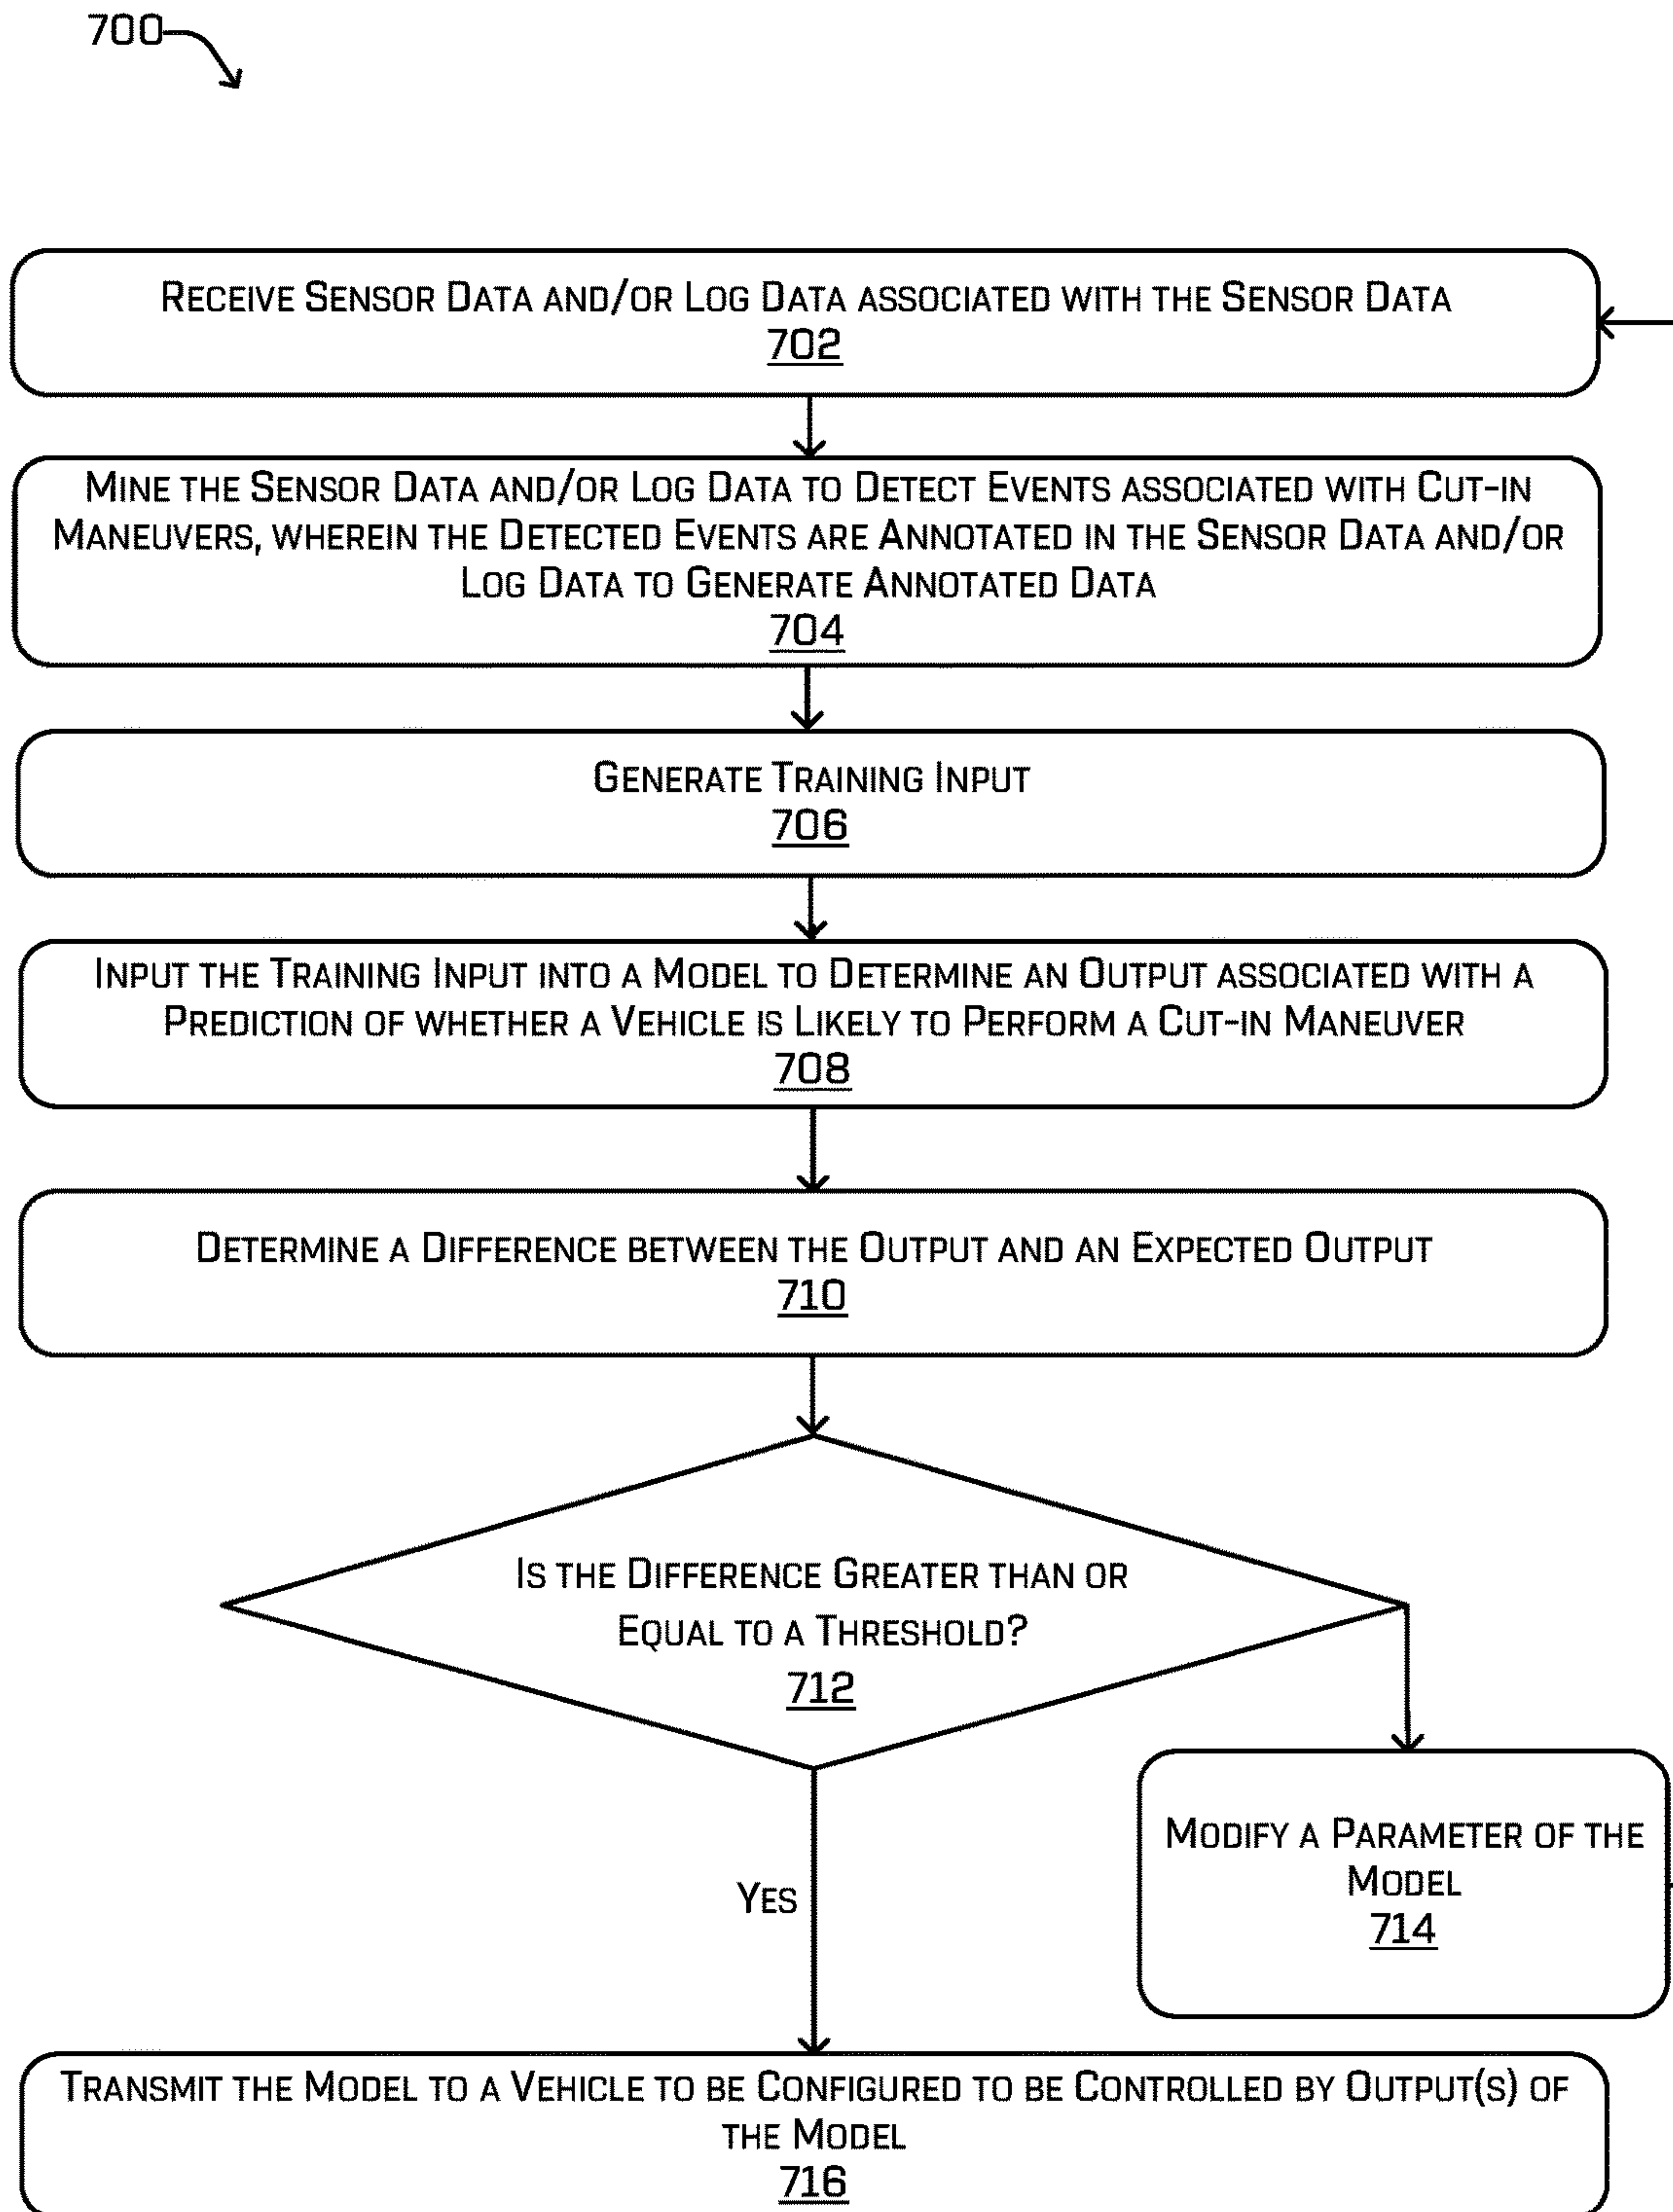 700
RECEIVE SENSOR DATA AND/OR LOG DATA ASSOCIATED WITH THE SENSOR DATA
702
MINE THE SENSOR DATA AND/OR LOG DATA TO DETECT EVENTS ASSOCIATED WITH CUT-IN
MANEUVERS, WHEREIN THE DETECTED EVENTS ARE ANNOTATED IN THE SENSOR DATA AND/OR
LOG DATA TO GENERATE ANNOTATED DATA
704
GENERATE TRAINING INPUT
706
INPUT THE TRAINING INPUT INTO A MODEL TO DETERMINE AN OUTPUT ASSOCIATED WITH A
PREDICTION OF WHETHER A VEHICLE IS LIKELY TO PERFORM A CUT-IN MANEUVER
708
DETERMINE A DIFFERENCE BETWEEN THE OUTPUT AND AN EXPECTED OUTPUT
710
IS THE DIFFERENCE GREATER THAN OR
EQUAL TO A THRESHOLD?
712
MODIFY A PARAMETER OF THE
MODEL
714
YES
TRANSMIT THE MODEL TO A VEHICLE TO BE CONFIGURED TO BE CONTROLLED BY OUTPUT(S) OF
THE MODEL
716